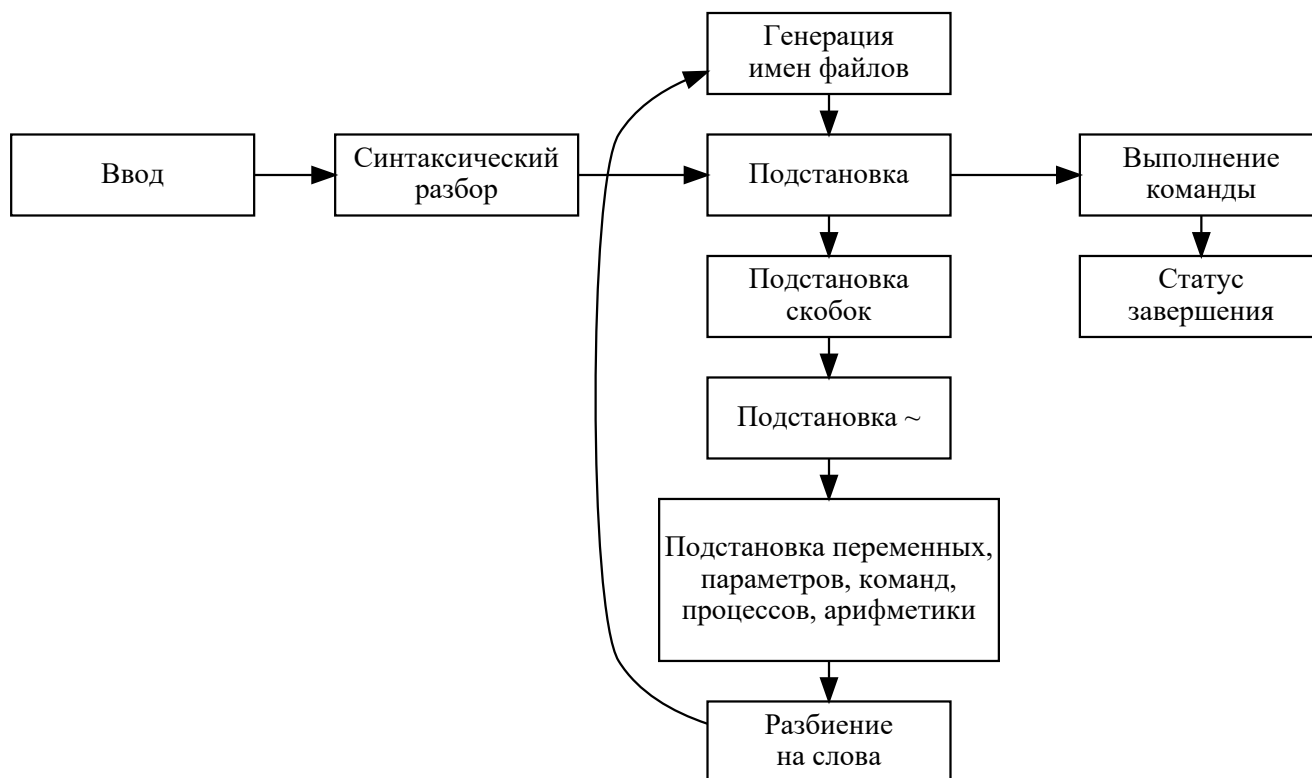 Генерация
имен файлов
Ввод
Синтаксический
разбор
Подстановка
Выполнение
команды
Подстановка
скобок
Статус
завершения
Подстановка ~
Подстановка переменных,
параметров, команд,
процессов, арифметики
Разбиение
на слова